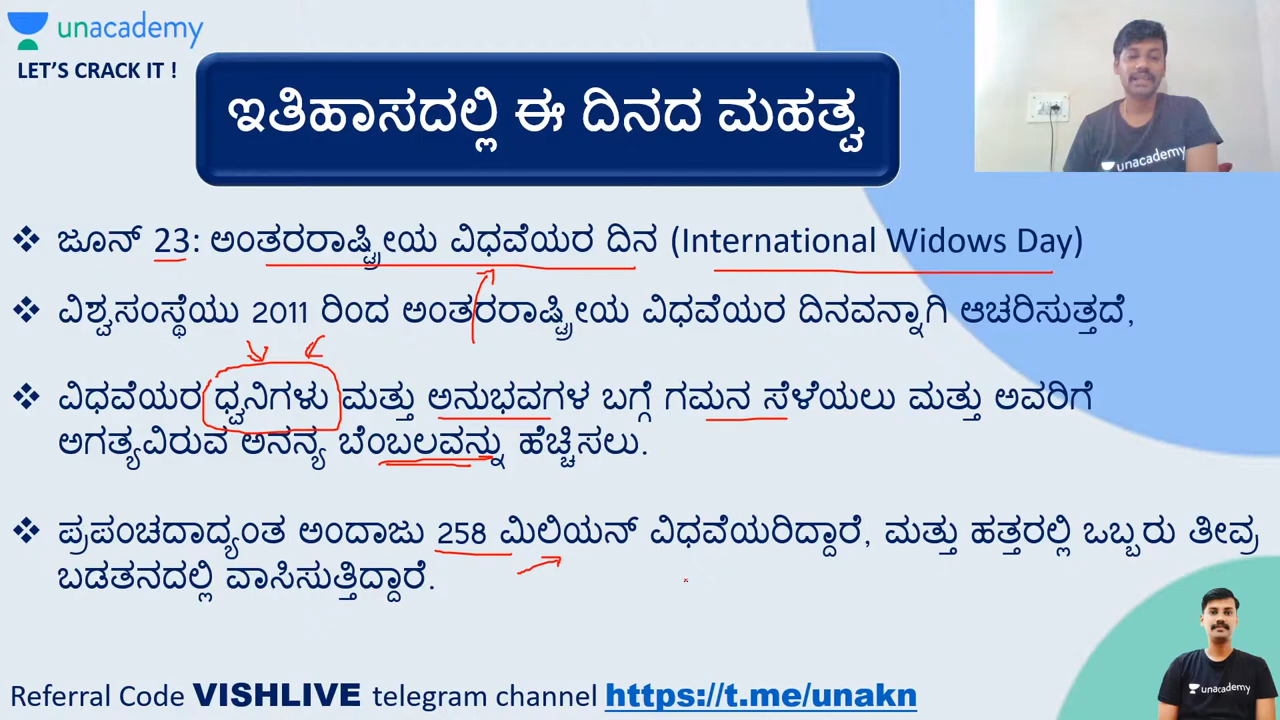 unacademy
LET'S CRACK IT !
ಇತಿಹಾಸದಲ್ಲಿ ಈ ದಿನದ ಮಹತ್ವ
unacademy
❖ ಜೂನ್ 23: ಅಂತರರಾಷ್ಟ್ರೀಯ ವಿಧವೆಯರ ದಿನ (International Widows Day)
❖ ವಿಶ್ವಸಂಸ್ಥೆಯು 2011 ರಿಂದ ಅಂತರರಾಷ್ಟ್ರೀಯ ವಿಧವೆಯರ ದಿನವನ್ನಾಗಿ ಆಚರಿಸುತ್ತದೆ,
❖ ವಿಧವೆಯರ ಧ್ವನಿಗಳು ಮತ್ತು ಅನುಭವಗಳ ಬಗ್ಗೆ ಗಮನ ಸೆಳೆಯಲು ಮತ್ತು ಅವರಿಗೆ
ಅಗತ್ಯವಿರುವ ಅನನ್ಯ ಬೆಂಬಲವನ್ನು ಹೆಚ್ಚಿಸಲು.
❖ ಪ್ರಪಂಚದಾದ್ಯಂತ ಅಂದಾಜು 258 ಮಿಲಿಯನ್ ವಿಧವೆಯರಿದ್ದಾರೆ, ಮತ್ತು ಹತ್ತರಲ್ಲಿ ಒಬ್ಬರು ತೀವ್ರ
ಬಡತನದಲ್ಲಿ ವಾಸಿಸುತ್ತಿದ್ದಾರೆ.
unacademy
Referral Code VISHLIVE telegram channel https://t.me/unakn